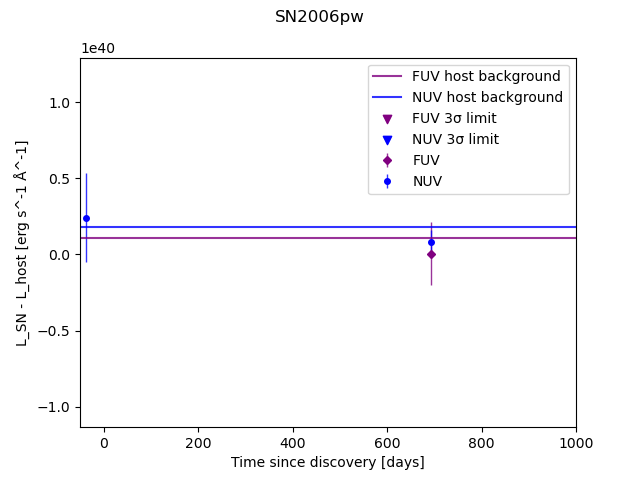 SN2006pw
1e40
FUV host background
NUV host background
FUV 3σ limit
NUV 3σ limit
FUV
NUV
L_SN - L_host [erg s^-1 Å^-1]
1.0
0.5
0.0
−0.5
−1.0
0 200 400 600 800 1000
Time since discovery [days]